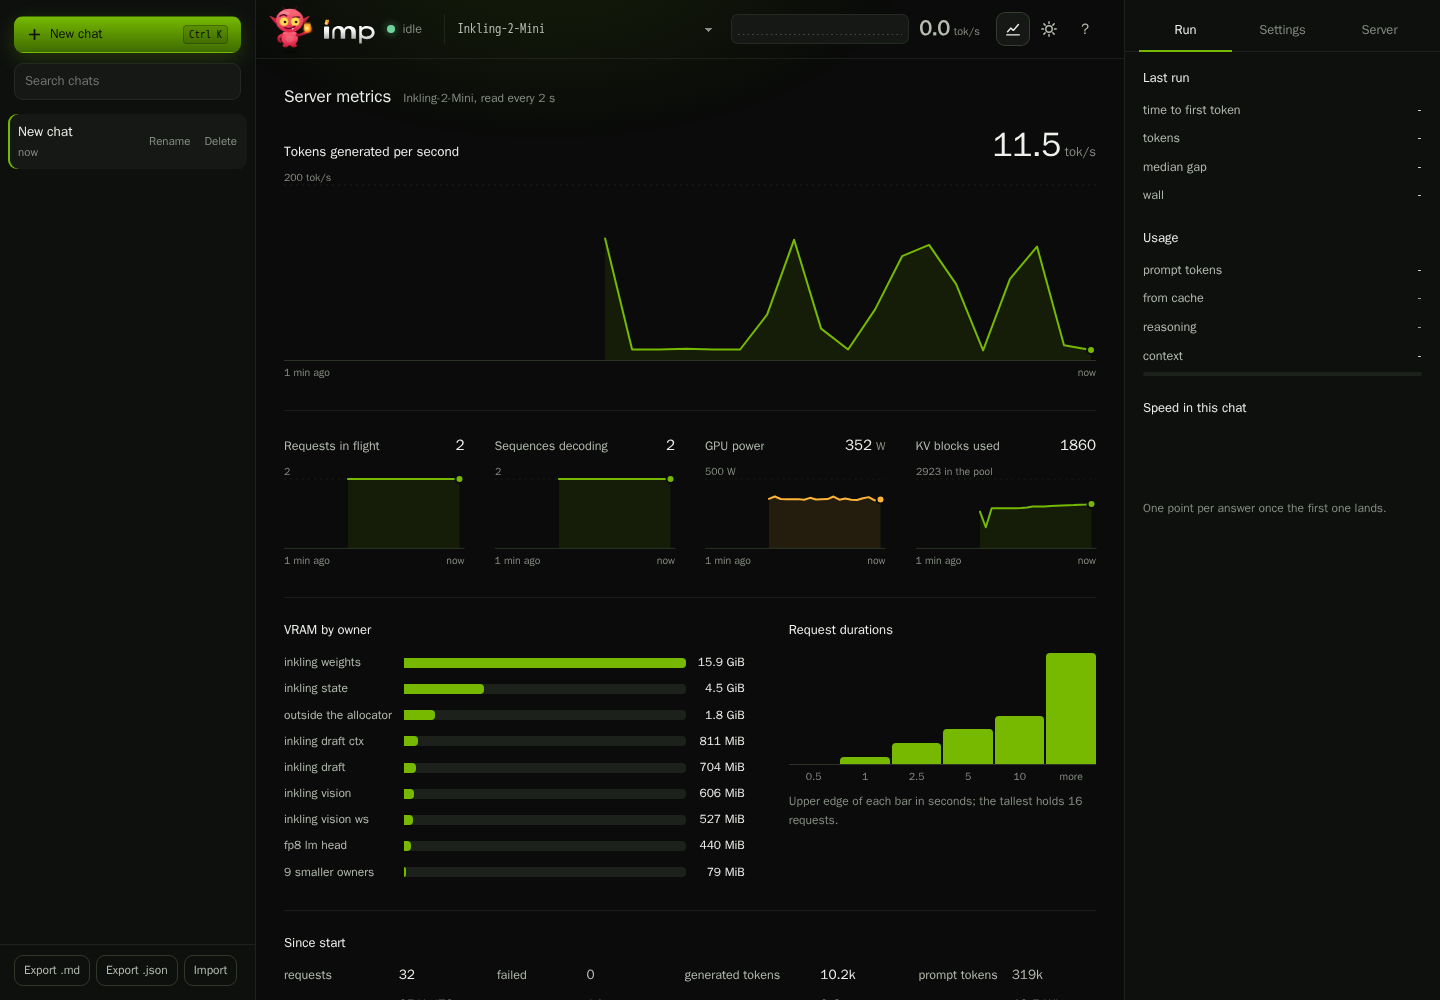 New chat
Ctrl K
Search chats
New chat
now
Rename
Delete
Export .md
Export .json
Import
imp
idle
Inkling-2-Mini
0.0 tok/s
?
Server metrics
Inkling-2-Mini, read every 2 s
Tokens generated per second
11.5 tok/s
200 tok/s
1 min ago
now
Requests in flight
2
2
1 min ago
now
Sequences decoding
2
2
1 min ago
now
GPU power
352 W
500 W
1 min ago
now
KV blocks used
1860
2923 in the pool
1 min ago
now
VRAM by owner
inkling weights
15.9 GiB
inkling state
4.5 GiB
outside the allocator
1.8 GiB
inkling draft ctx
811 MiB
inkling draft
704 MiB
inkling vision
606 MiB
inkling vision ws
527 MiB
fp8 lm head
440 MiB
9 smaller owners
79 MiB
Request durations
0.5
1
2.5
5
10
more
Upper edge of each bar in seconds; the tallest holds 16
requests.
Since start
requests
32
failed
0
generated tokens
10.2k
prompt tokens
319k
Run
Settings
Server
Last run
time to first token
-
tokens
-
median gap
-
wall
-
Usage
prompt tokens
-
from cache
-
reasoning
-
context
-
Speed in this chat
One point per answer once the first one lands.